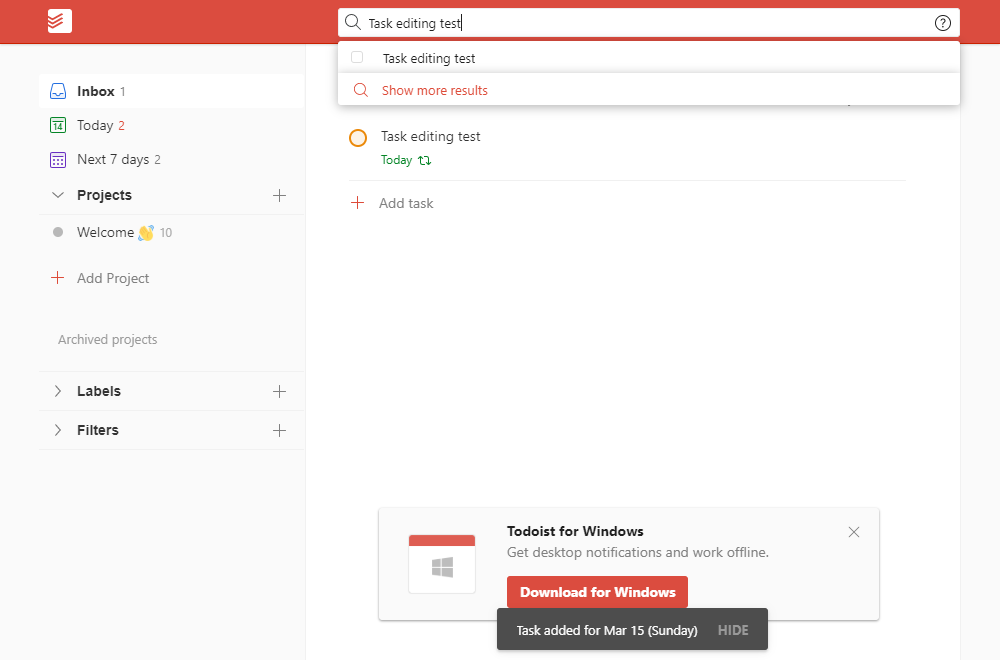 Task editing test
?
Task editing test
Show more results
Inbox 1
14
Today 2
Next 7 days 2
Projects
Welcome 👋 10
Add Project
Archived projects
Labels
Filters
Task editing test
Today
Add task
Todoist for Windows
Get desktop notifications and work offline.
Download for Windows
Task added for Mar 15 (Sunday) HIDE